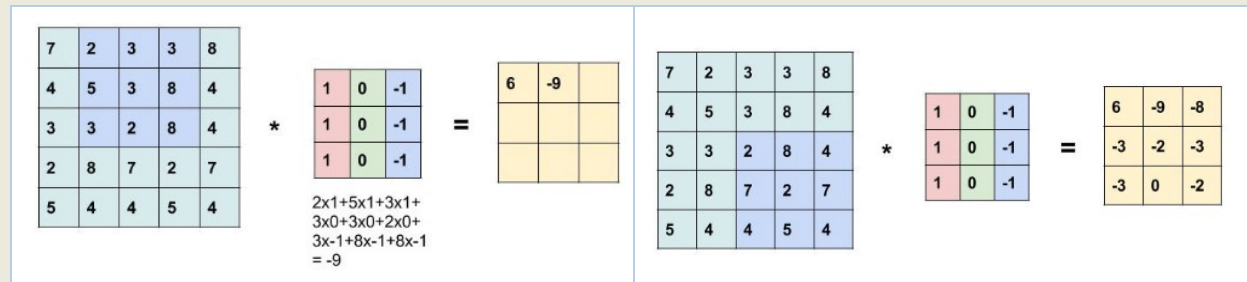 7 2 3 3 8
4 5 3 8 4
3 3 2 8 4
2 8 7 2 7
5 4 4 5 4
*
1 0 -1
1 0 -1
1 0 -1
2x1+5x1+3x1+
3x0+3x0+2x0+
3x-1+8x-1+8x-1
= -9
=
6 -9
7 2 3 3 8
4 5 3 8 4
3 3 2 8 4
2 8 7 2 7
5 4 4 5 4
*
1 0 -1
1 0 -1
1 0 -1
=
6 -9 -8
-3 -2 -3
-3 0 -2